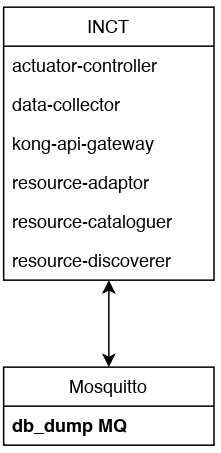 INCT
actuator-controller
data-collector
kong-api-gateway
resource-adaptor
resource-cataloguer
resource-discoverer
Mosquitto
db_dump MQ